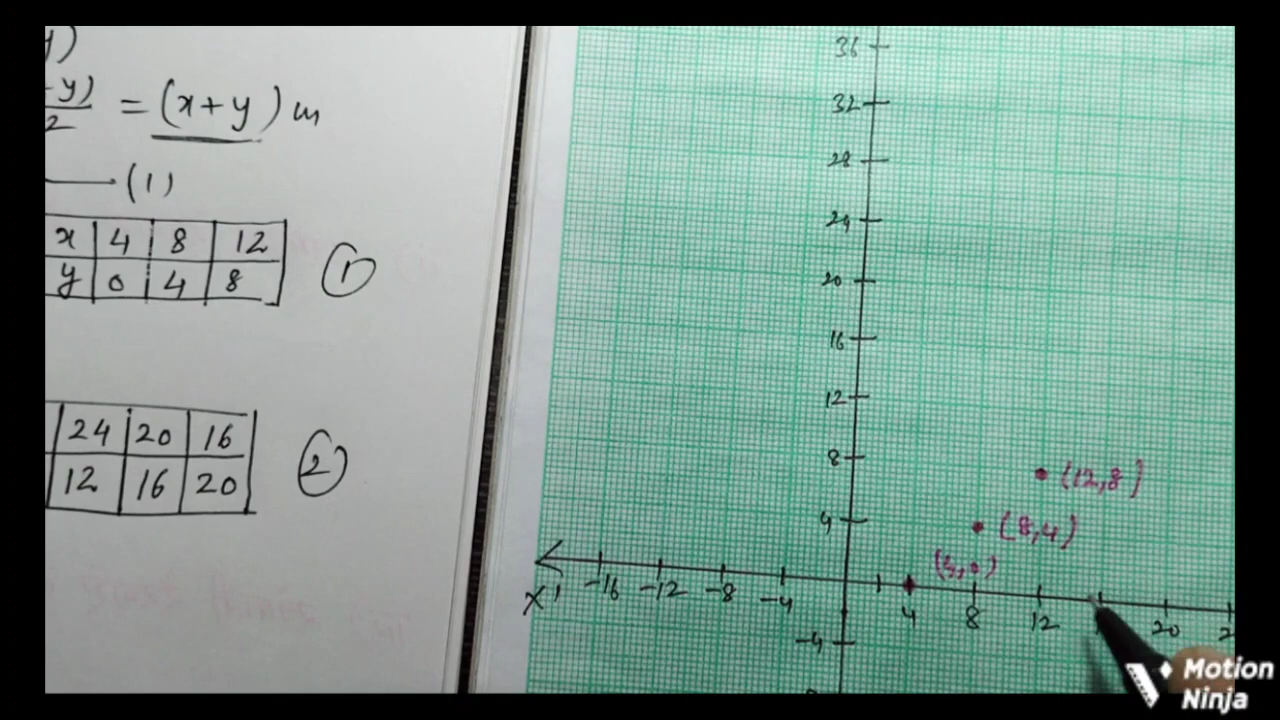 y)
y)/2 = (x+y) m
(1)
x 4 8 12
y 0 4 8
1
24 20 16
12 16 20
2
36
32
28
24
20
16
12
8
(12,8)
4
(8,4)
(4,0)
X' -16 -12 -8 -4 4 8 12 20
-4
Motion
Ninja